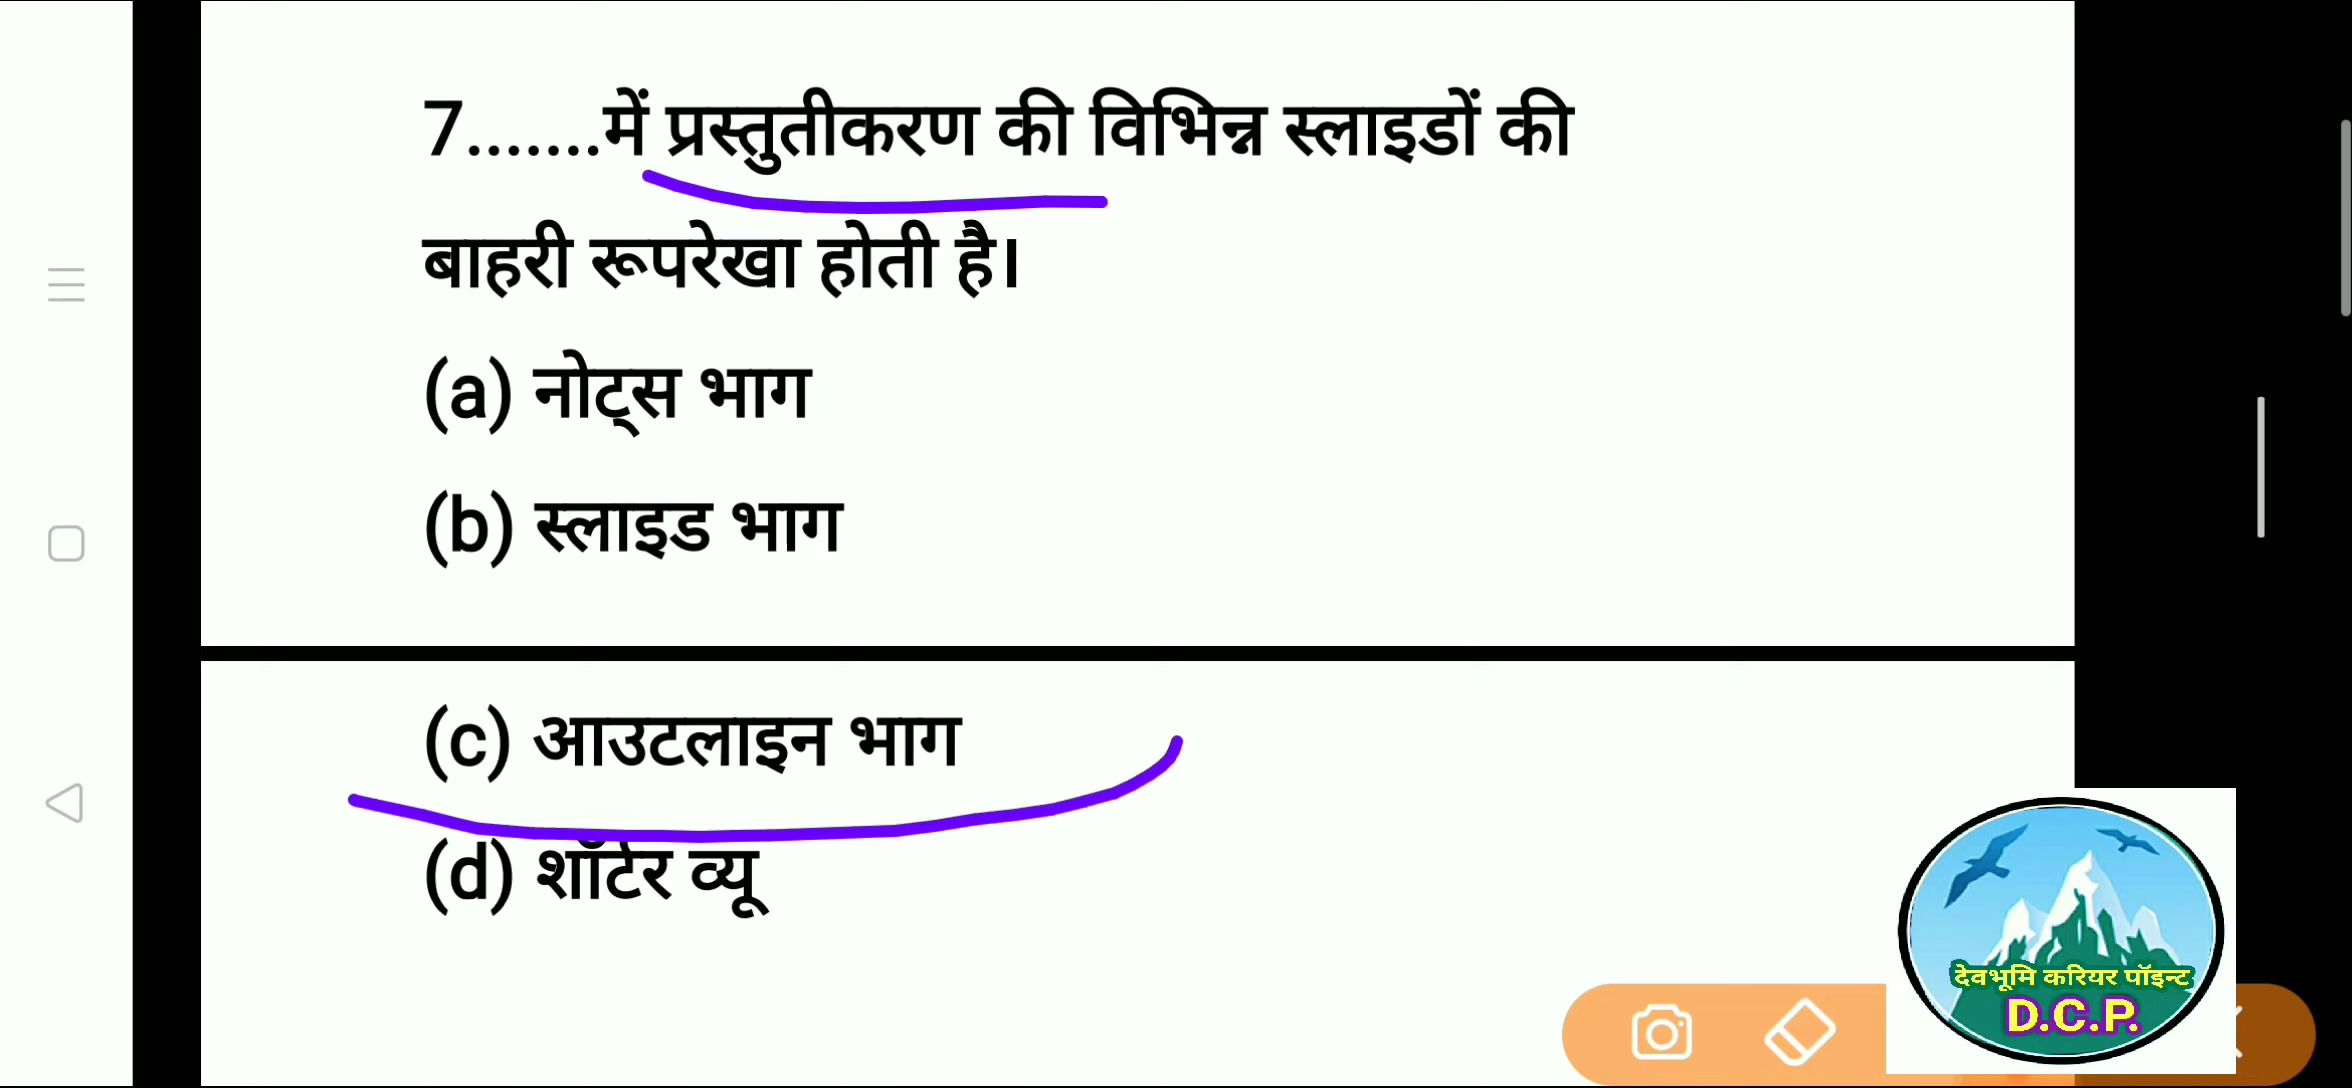 7.......में प्रस्तुतीकरण की विभिन्न स्लाइडों की
बाहरी रूपरेखा होती है।
(a) नोट्स भाग
(b) स्लाइड भाग
(c) आउटलाइन भाग
(d) शॉर्टर व्यू
देवभूमि करियर पॉइन्ट
D.C.P.